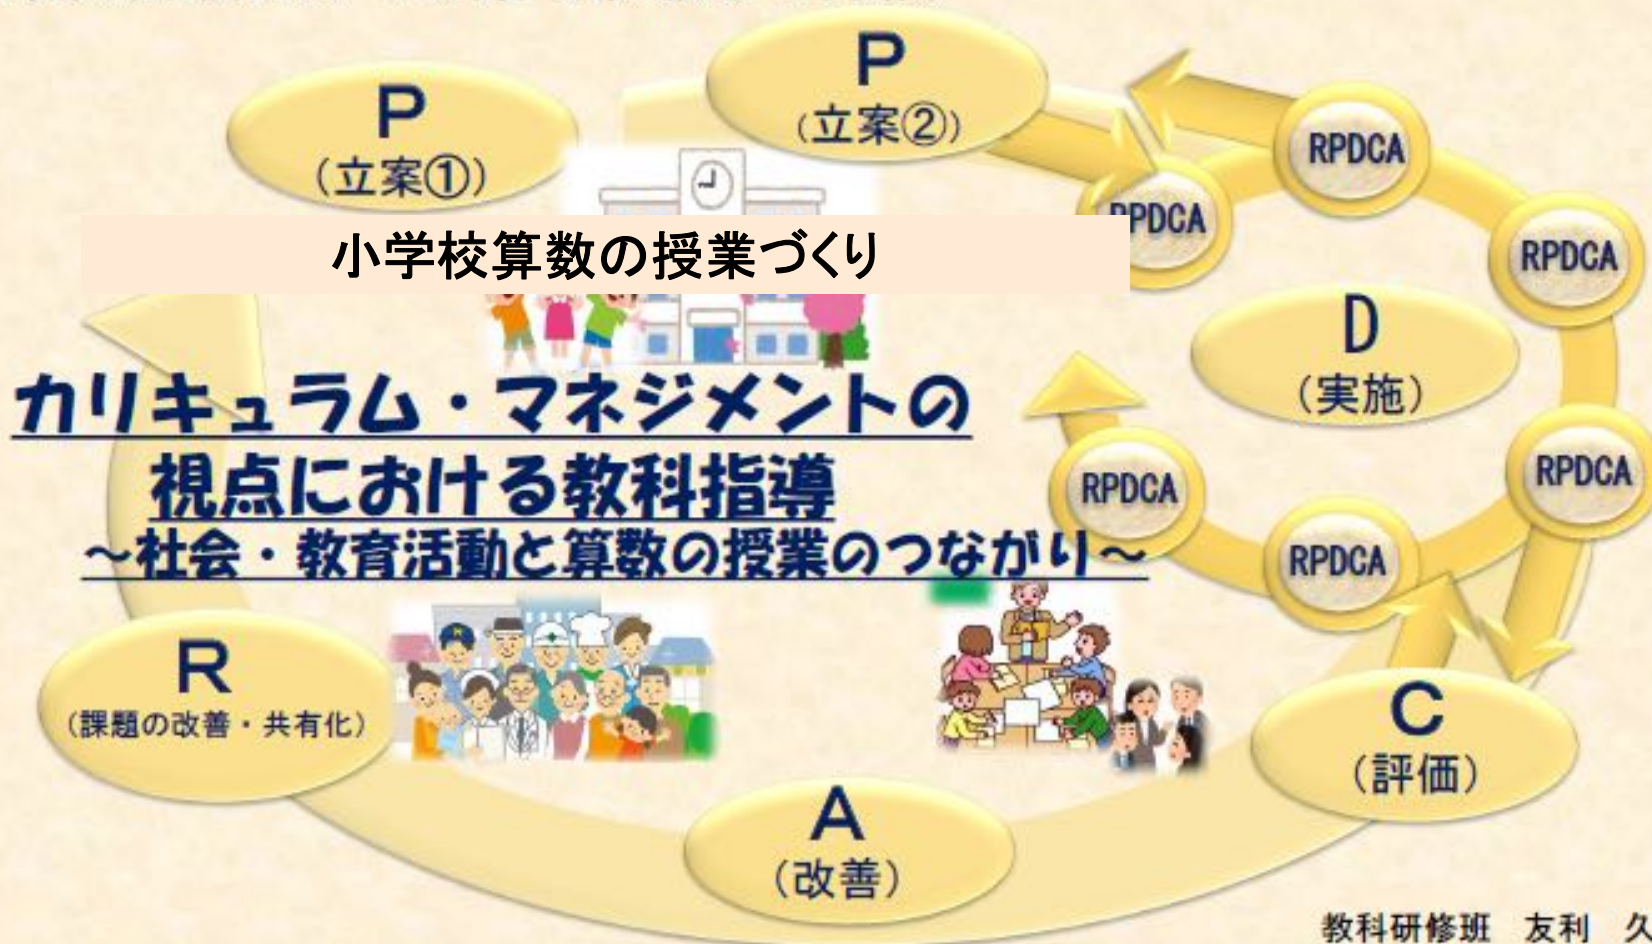 P
(立案①)
P
(立案②)
RPDCA
RPDCA
RPDCA
小学校算数の授業づくり
D
(実施)
カリキュラム・マネジメントの
視点における教科指導
～社会・教育活動と算数の授業のつながり～
RPDCA
RPDCA
RPDCA
R
(課題の改善・共有化)
C
(評価)
A
(改善)
教科研修班 友利 久